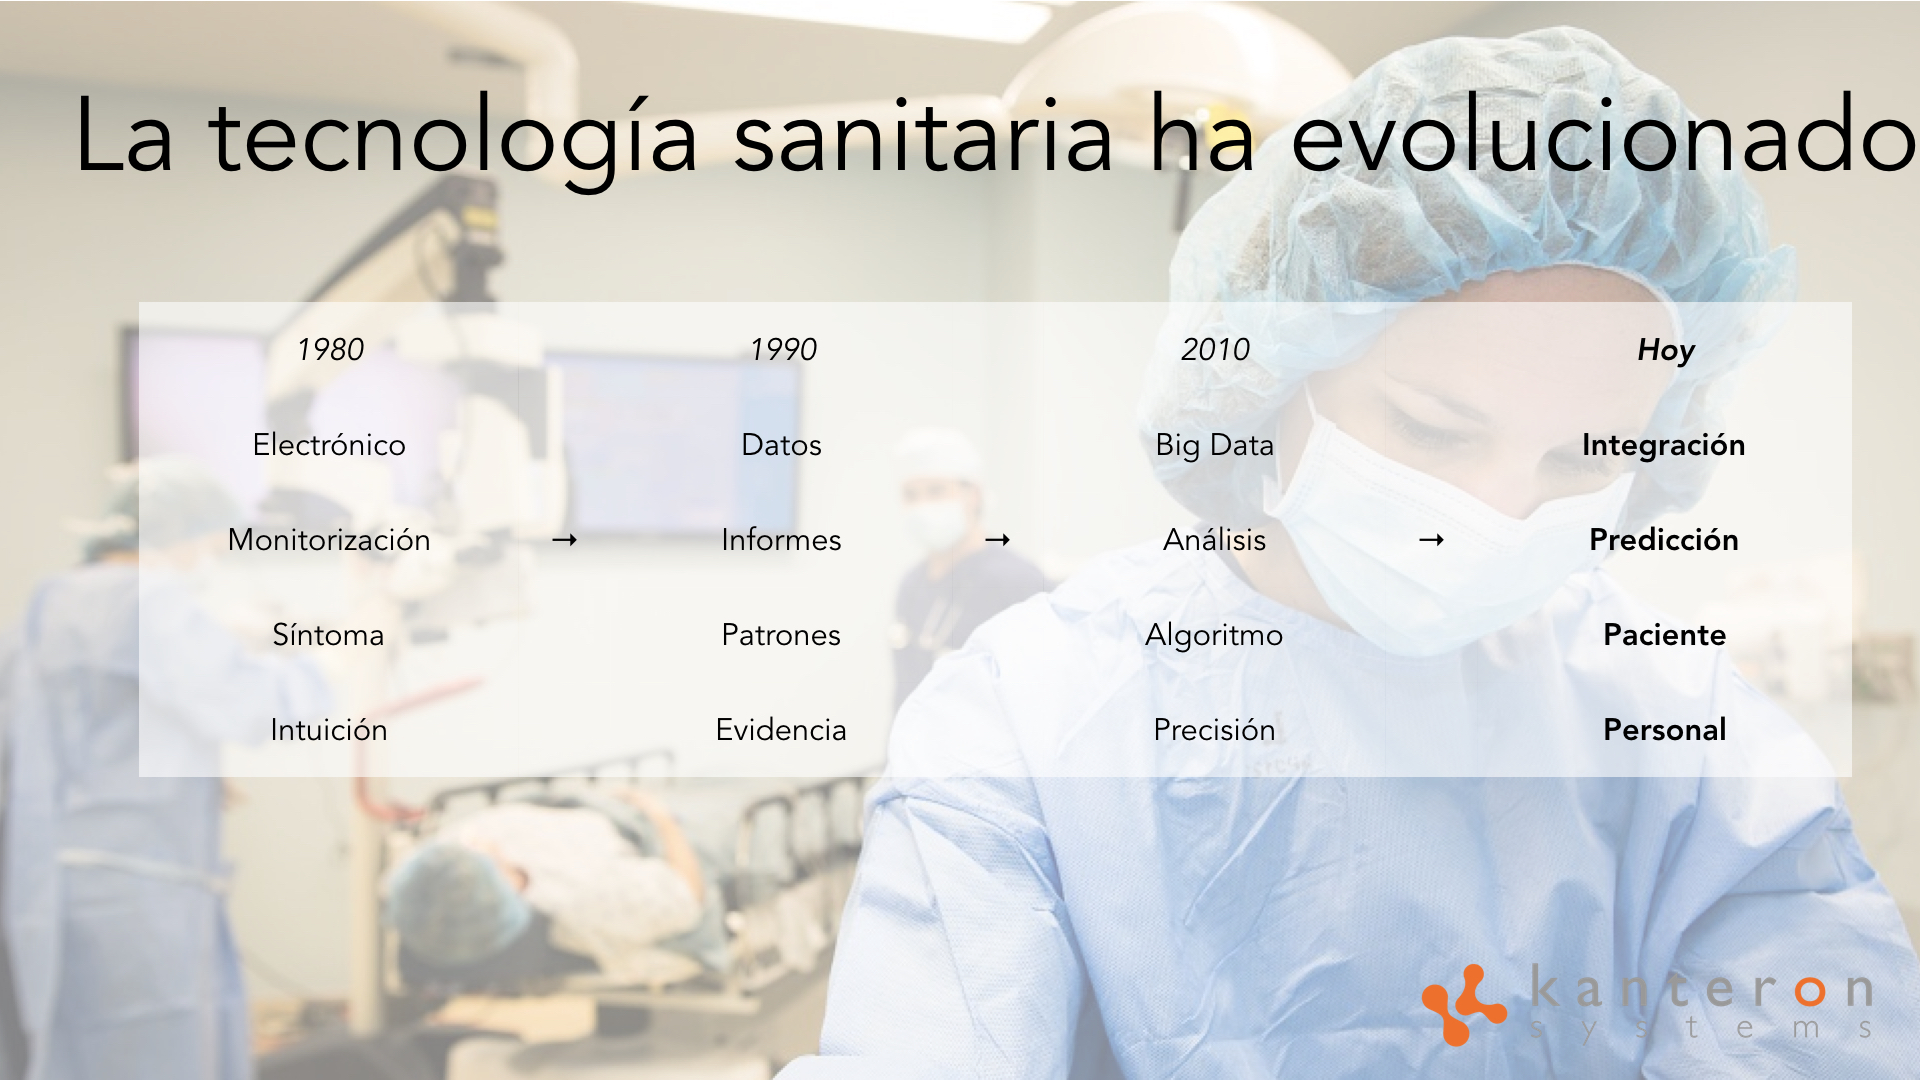 La tecnología sanitaria ha evolucionado
1980 1990 2010 Hoy
Electrónico Datos Big Data Integración
Monitorización → Informes → Análisis → Predicción
Síntoma Patrones Algoritmo Paciente
Intuición Evidencia Precisión Personal
kanteron
systems